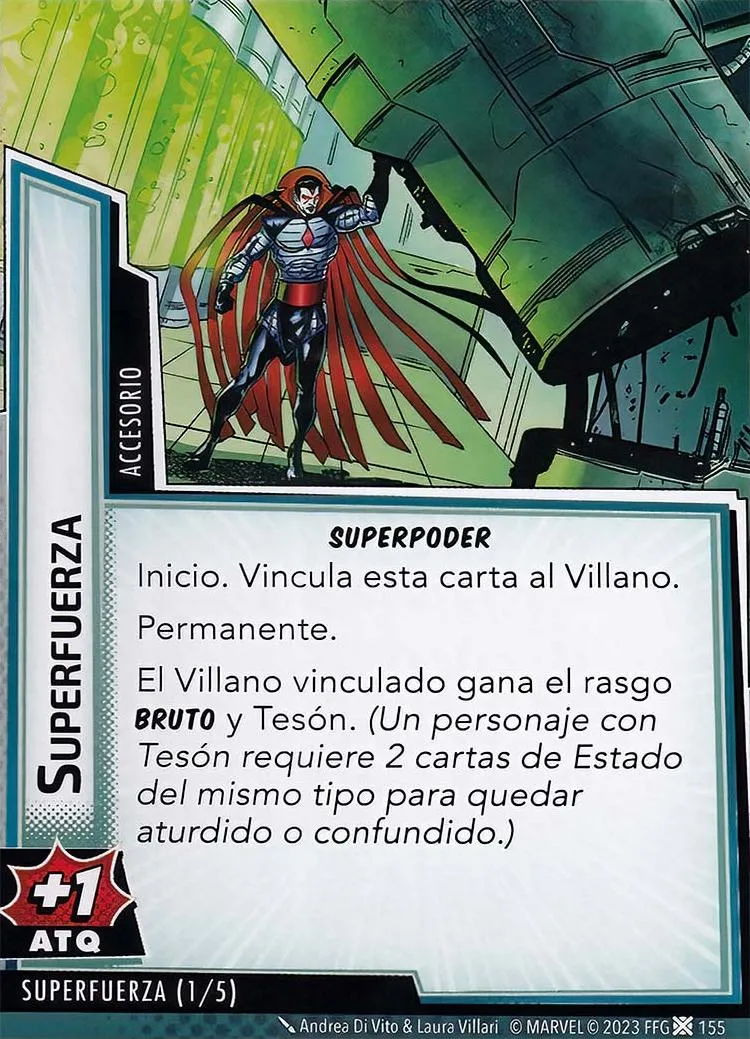 ACCESORIO
SUPERFUERZA
SUPERPODER
Inicio. Vincula esta carta al Villano.
Permanente.
El Villano vinculado gana el rasgo
BRUTO y Tesón. (Un personaje con
Tesón requiere 2 cartas de Estado
del mismo tipo para quedar
aturdido o confundido.)
+1
ATQ
SUPERFUERZA (1/5)
Andrea Di Vito & Laura Villari © MARVEL © 2023 FFG 155